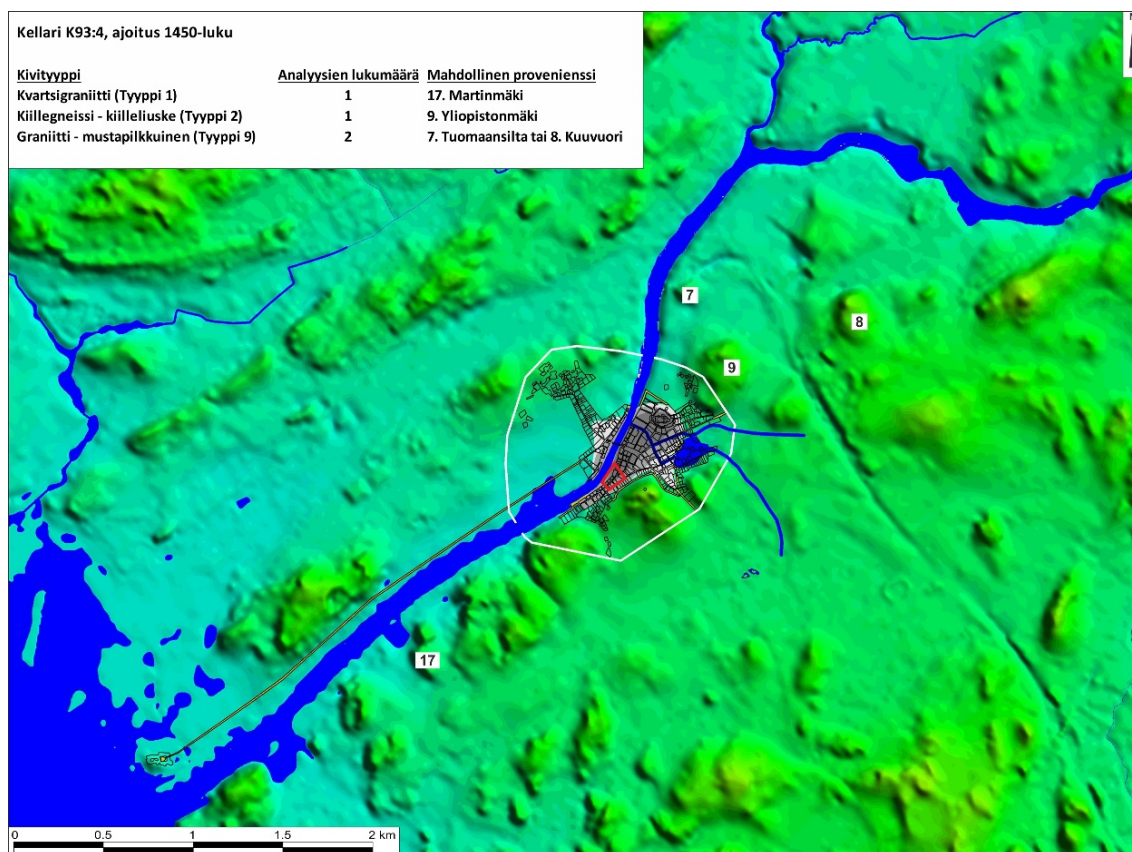 Kellari K93:4, ajoitus 1450-luku
Kivityyppi Analyysien lukumäärä Mahdollinen provenienssi
Kvartsigraniitti (Tyyppi 1) 1 17. Martinmäki
Kiillegneissi - kiilleliuske (Tyyppi 2) 1 9. Yliopistonmäki
Graniitti - mustapilkkuinen (Tyyppi 9) 2 7. Tuomaansilta tai 8. Kuuvuori
7
8
9
17
0 0.5 1 1.5 2 km